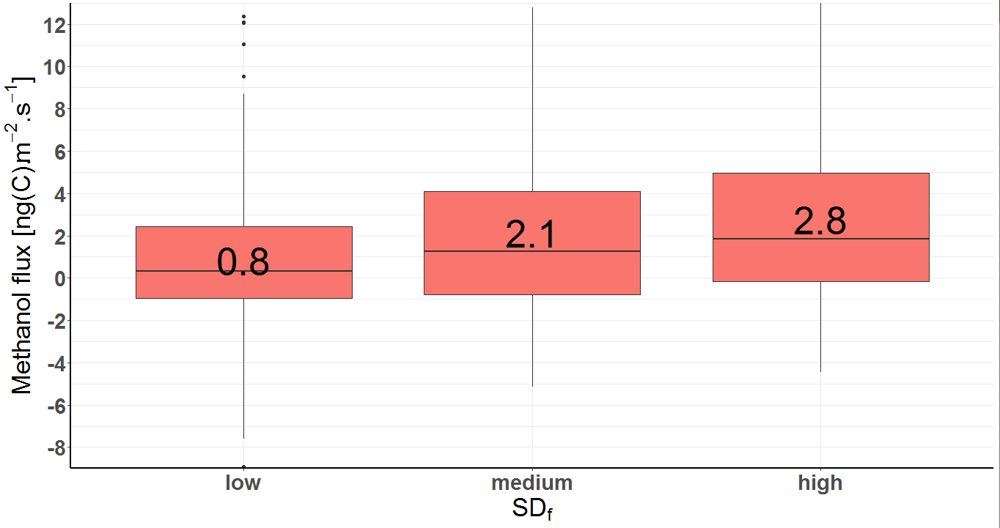 Methanol flux [ng(C)m⁻².s⁻¹]
12
10
8
6
4
2
0
-2
-4
-6
-8
0.8
2.1
2.8
low
medium
high
SDf